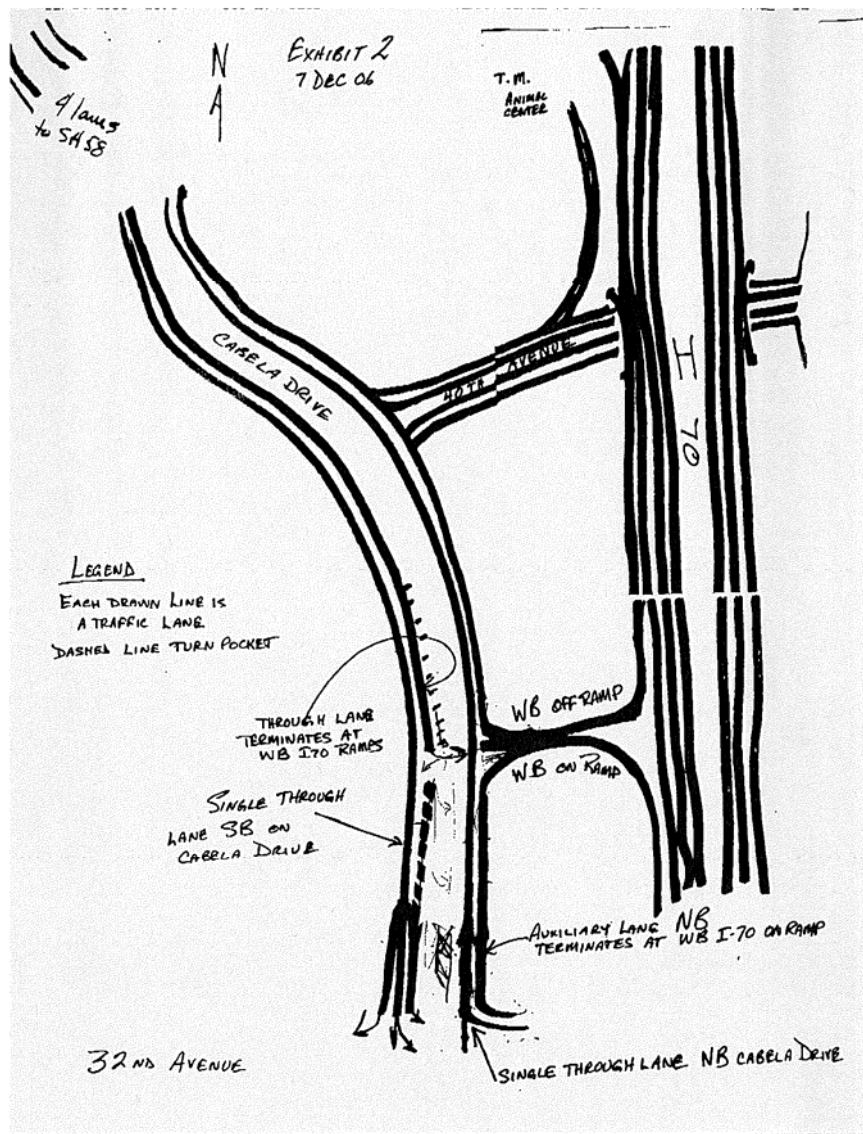 N
EXHIBIT 2
7 DEC 06
4 lanes
to SH 58
T.M.
ANIMAL
CENTER
CABELA DRIVE
40TH AVENUE
I 70
LEGEND
EACH DRAWN LINE IS
A TRAFFIC LANE
DASHED LINE TURN POCKET
THROUGH LANE
TERMINATES AT
WB I-70 RAMPS
WB OFF RAMP
WB ON RAMP
SINGLE THROUGH
LANE SB ON
CABELA DRIVE
AUXILIARY LANE NB
TERMINATES AT WB I-70 ON RAMP
32ND AVENUE
SINGLE THROUGH LANE NB CABELA DRIVE